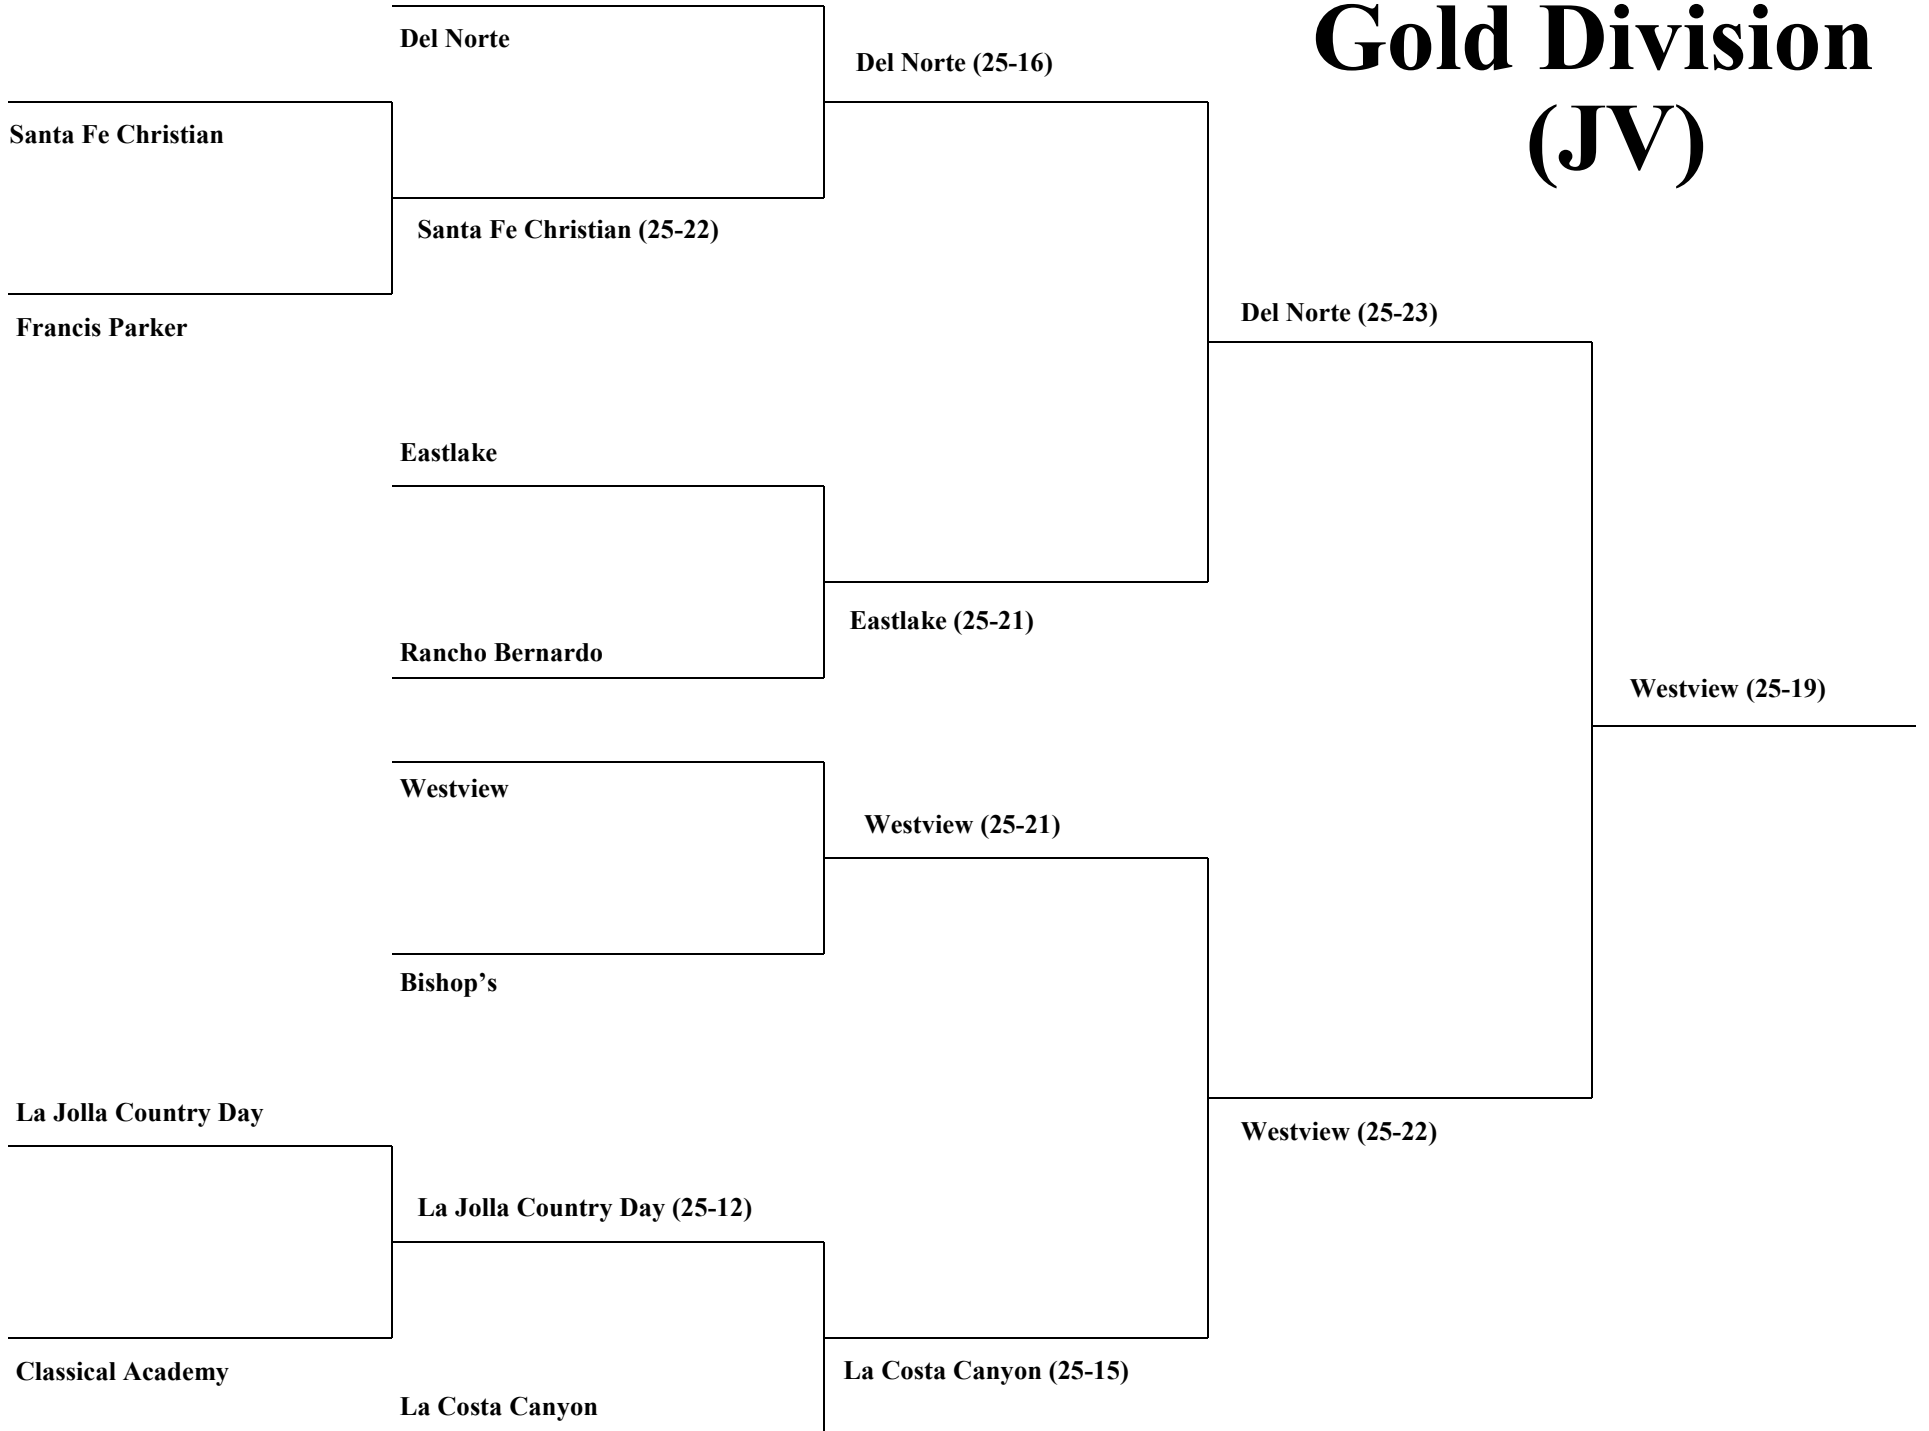 Gold Division
(JV)
Del Norte
Del Norte (25-16)
Santa Fe Christian
Santa Fe Christian (25-22)
Francis Parker
Del Norte (25-23)
Eastlake
Eastlake (25-21)
Rancho Bernardo
Westview (25-19)
Westview
Westview (25-21)
Bishop’s
La Jolla Country Day
Westview (25-22)
La Jolla Country Day (25-12)
Classical Academy
La Costa Canyon (25-15)
La Costa Canyon